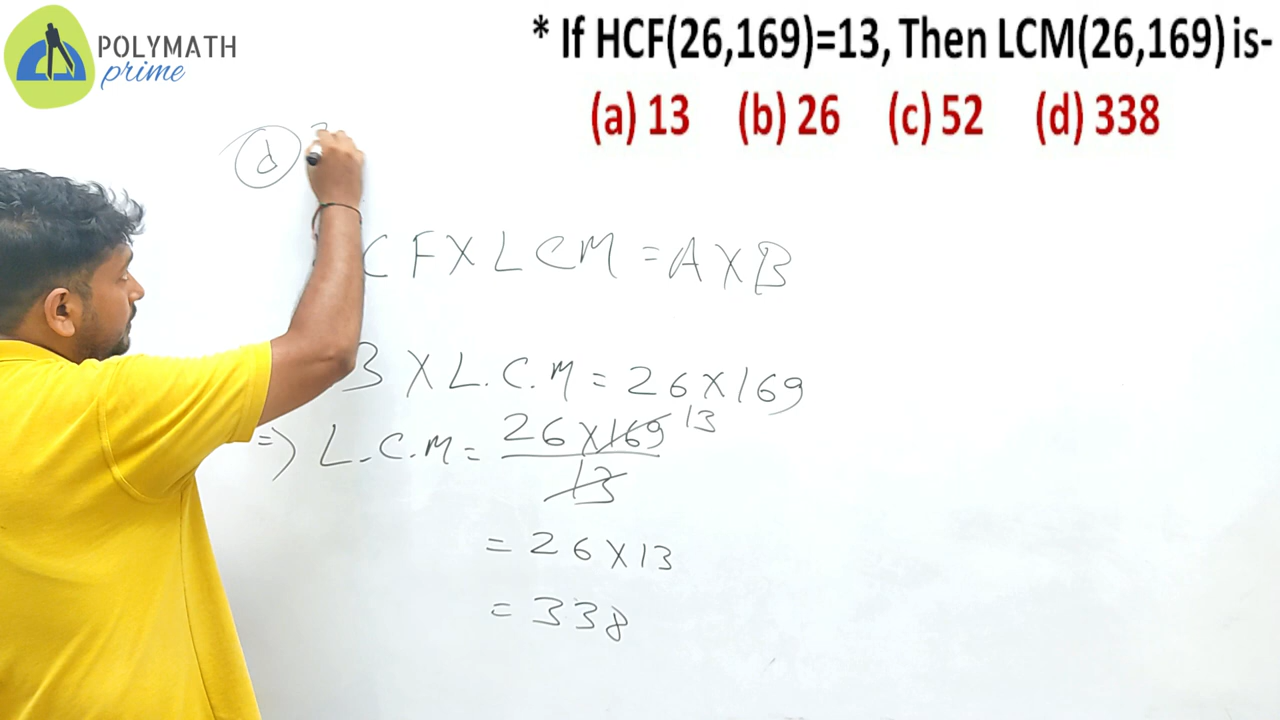 POLYMATH
prime
* If HCF(26,169)=13, Then LCM(26,169) is-
(a) 13 (b) 26 (c) 52 (d) 338
d
CF X LCM = A X B
3 X L.C.M = 26 X 169
=> L.C.M = 26 X 169 13
13
= 26 X 13
= 338